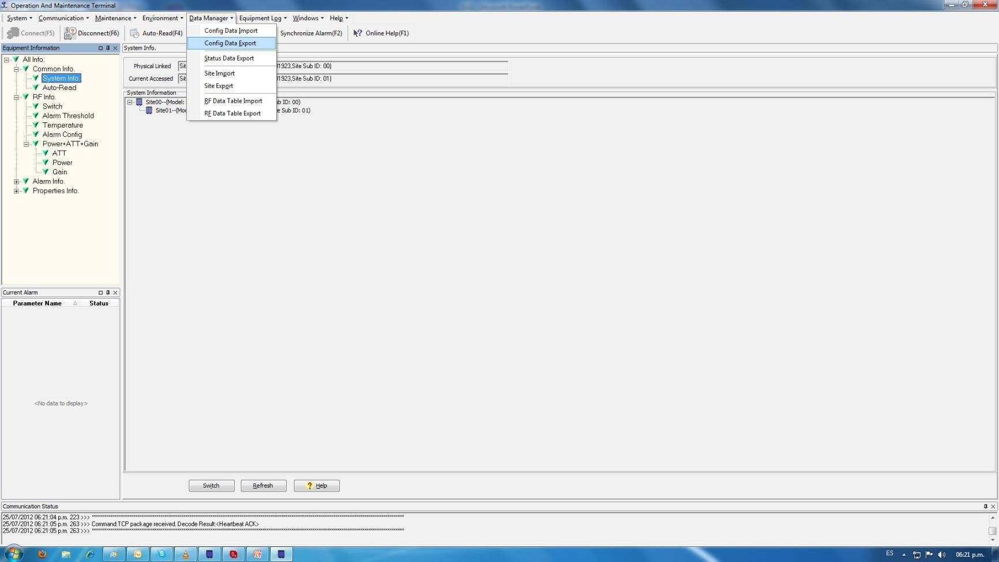 Operation And Maintenance Terminal
System Communication Maintenance Environment Data Manager Equipment Log Windows Help
Connect(F5) Disconnect(F6) Auto-Read(F4) Synchronize Alarm(F2) Online Help(F1)
Config Data Import
Config Data Export
Status Data Export
Site Import
Site Export
RF Data Table Import
RF Data Table Export
Equipment Information
All Info.
Common Info.
System Info.
Auto-Read
RF Info.
Switch
Alarm Threshold
Temperature
Alarm Config
Power+ATT+Gain
ATT
Power
Gain
Alarm Info.
Properties Info.
System Info.
Physical Linked Sit 01923,Site Sub ID: 00)
Current Accessed Sit 01923,Site Sub ID: 01)
System Information
Site00--(Model: ub ID: 00)
Site01--(Mod e Sub ID: 01)
Current Alarm
Parameter Name Status
<No data to display>
Switch Refresh Help
Communication Status
25/07/2012 06:21:04 p.m. 223 >>>
25/07/2012 06:21:05 p.m. 263 >>> Command:TCP package received. Decode Result:<Heartbeat ACK>
25/07/2012 06:21:05 p.m. 263 >>>
ES 06:21 p.m.